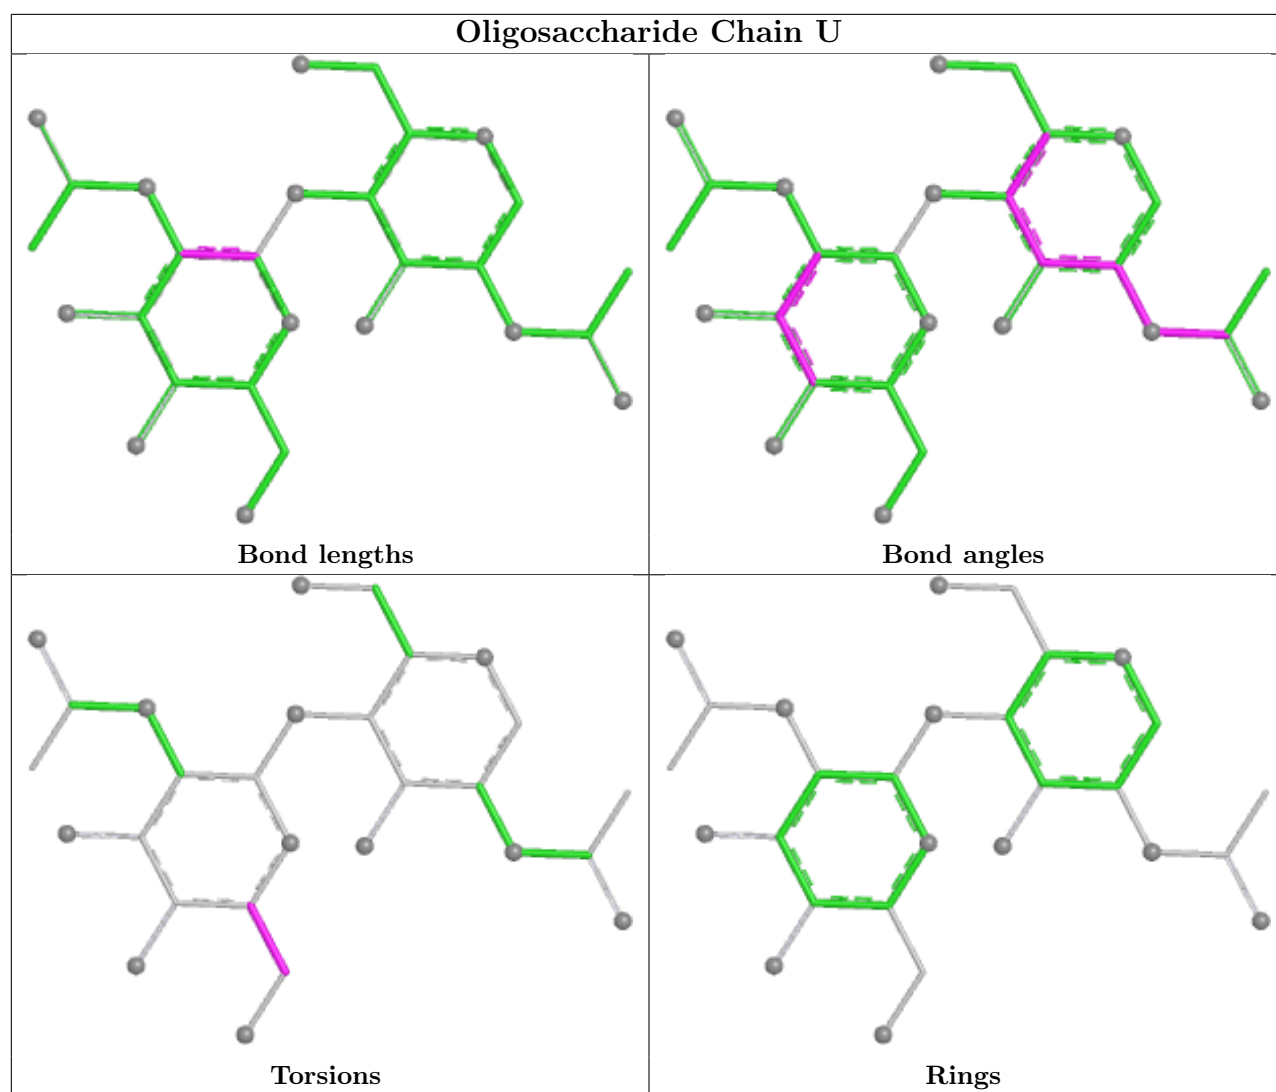 Oligosaccharide Chain U
Bond lengths
Bond angles
Torsions
Rings